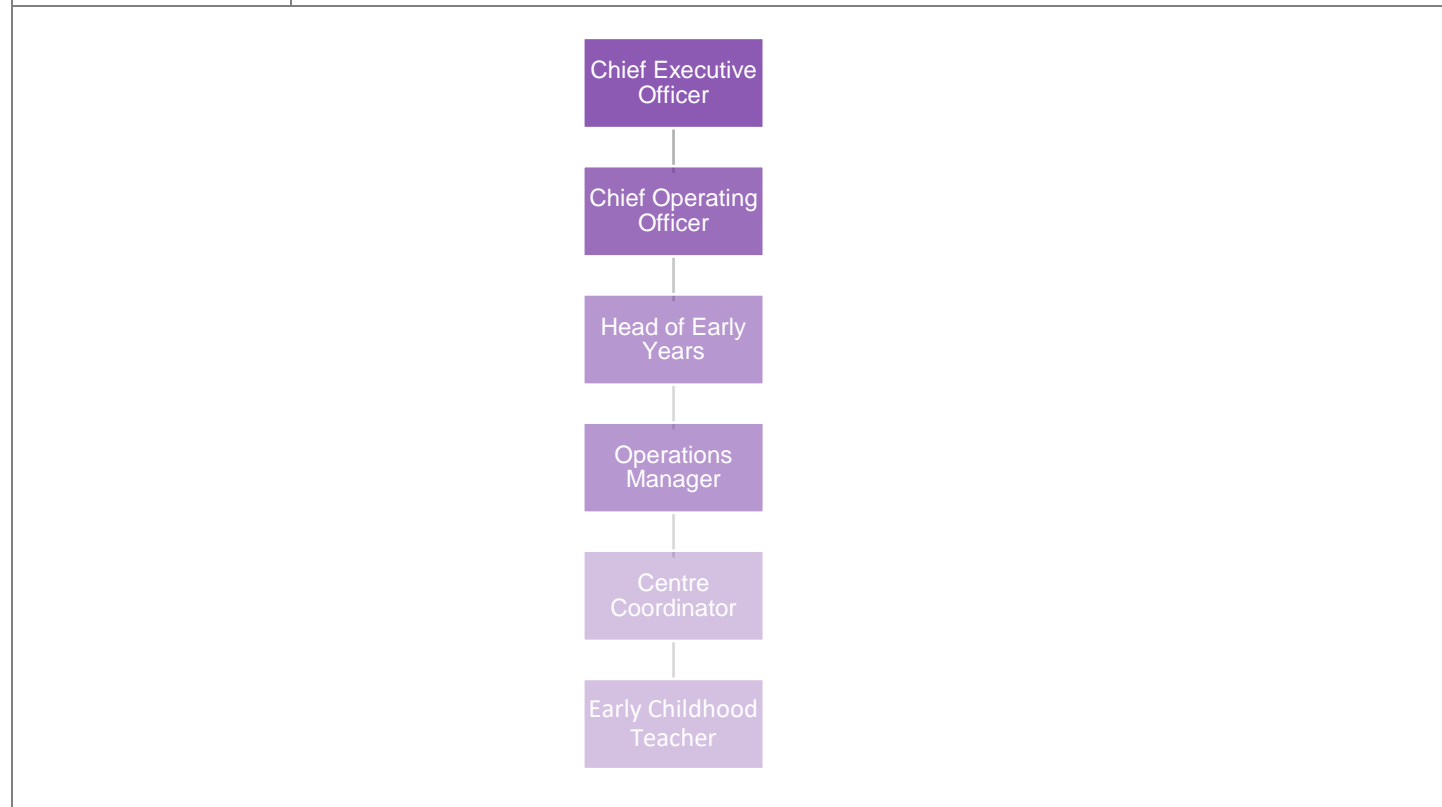 Chief Executive
Officer
Chief Operating
Officer
Head of Early
Years
Operations
Manager
Centre
Coordinator
Early Childhood
Teacher